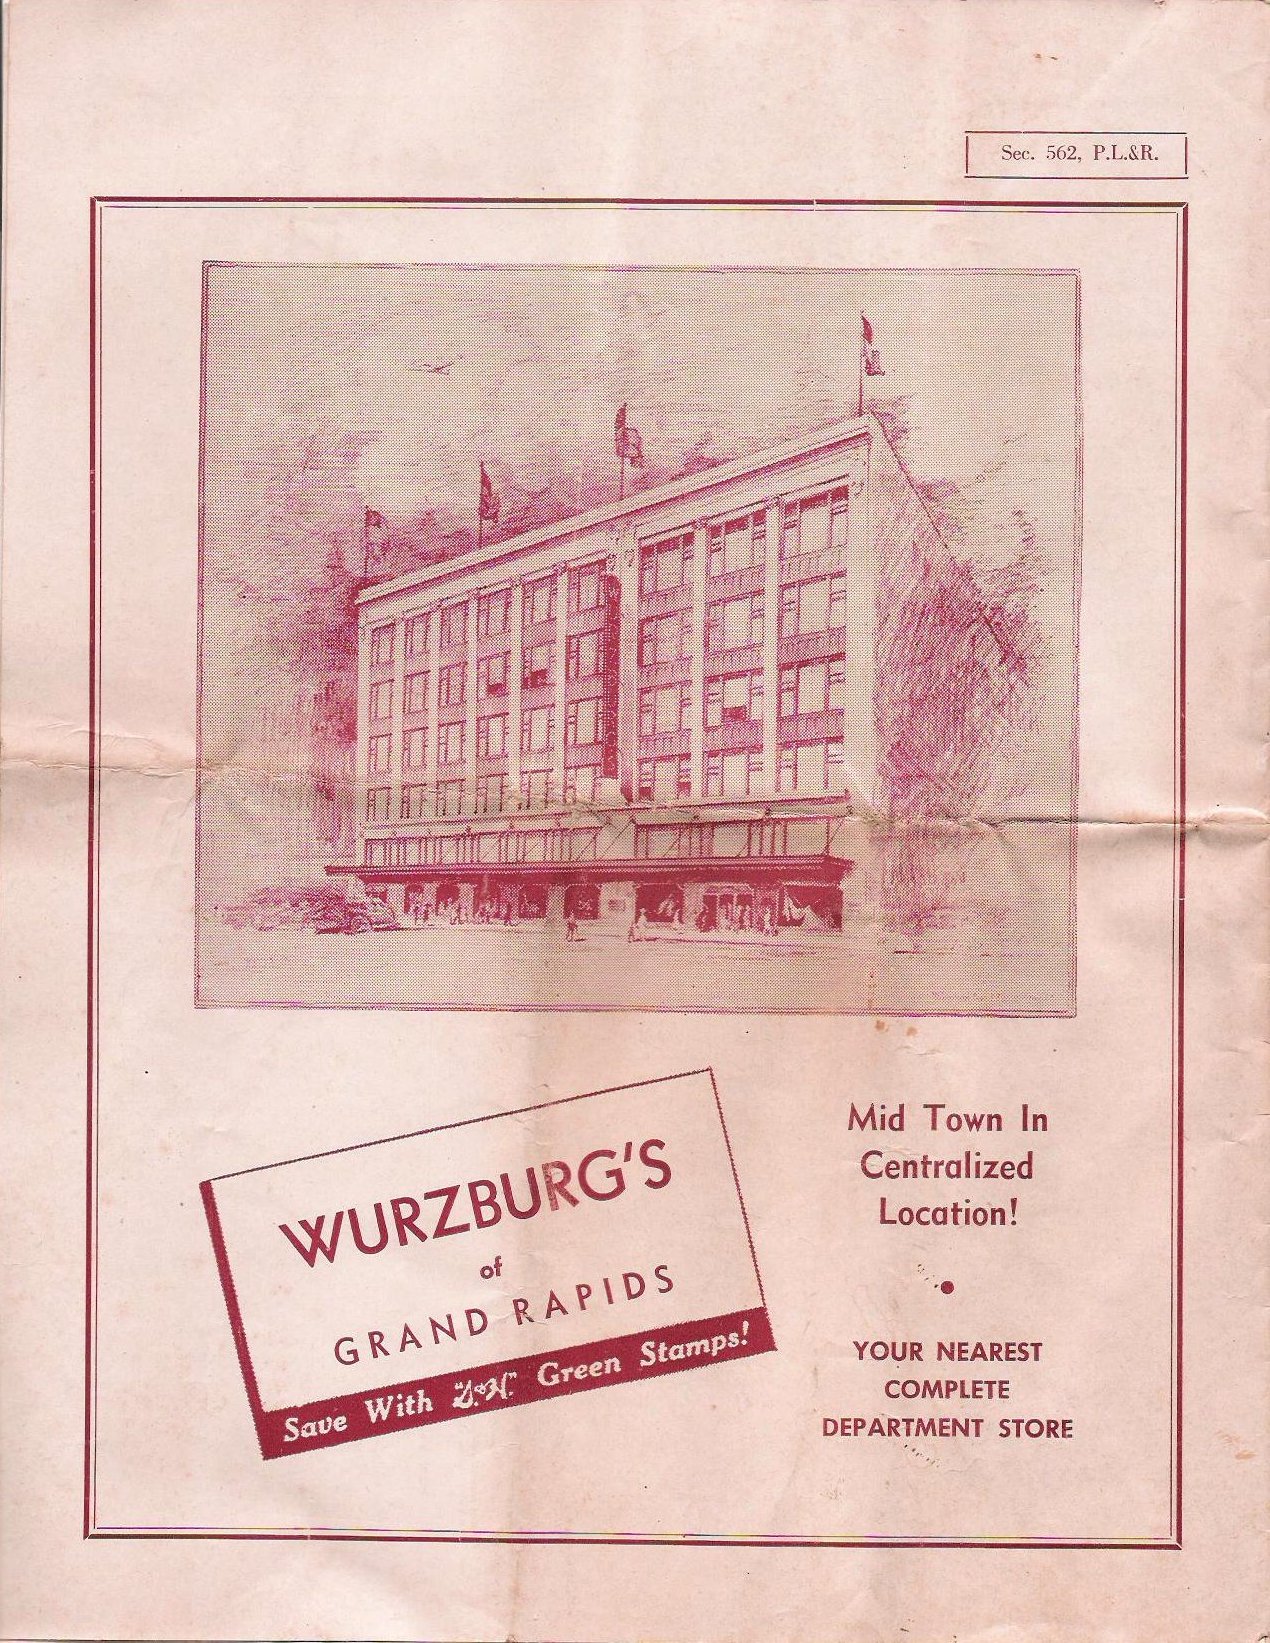 Sec. 562, P.L.&R.
WURZBURG'S
of
GRAND RAPIDS
Save With "S.&H." Green Stamps!
Mid Town In
Centralized
Location!
YOUR NEAREST
COMPLETE
DEPARTMENT STORE